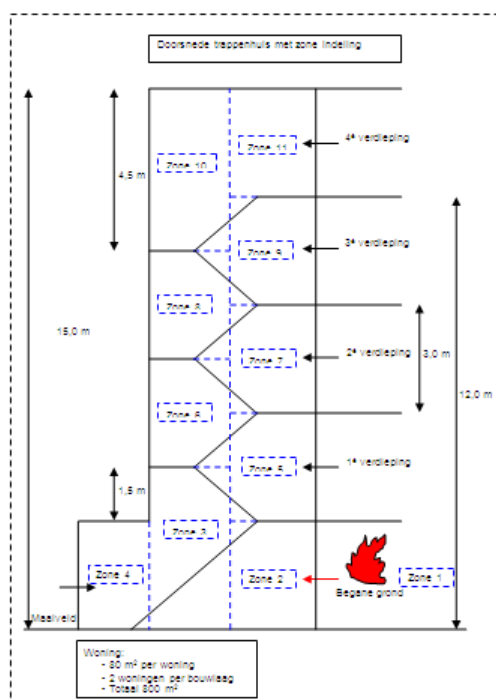 Doorsnede trappenhuis met zone indeling
Zone 10
Zone 11
4e verdieping
4,5 m
Zone 9
3e verdieping
Zone 8
15,0 m
Zone 7
2e verdieping
3,0 m
12,0 m
Zone 6
Zone 5
1e verdieping
1,5 m
Zone 3
Zone 4
Zone 2
Zone 1
Begane grond
Maaiveld
Woning:
- 80 m² per woning
- 2 woningen per bouwlaag
- Totaal 800 m²